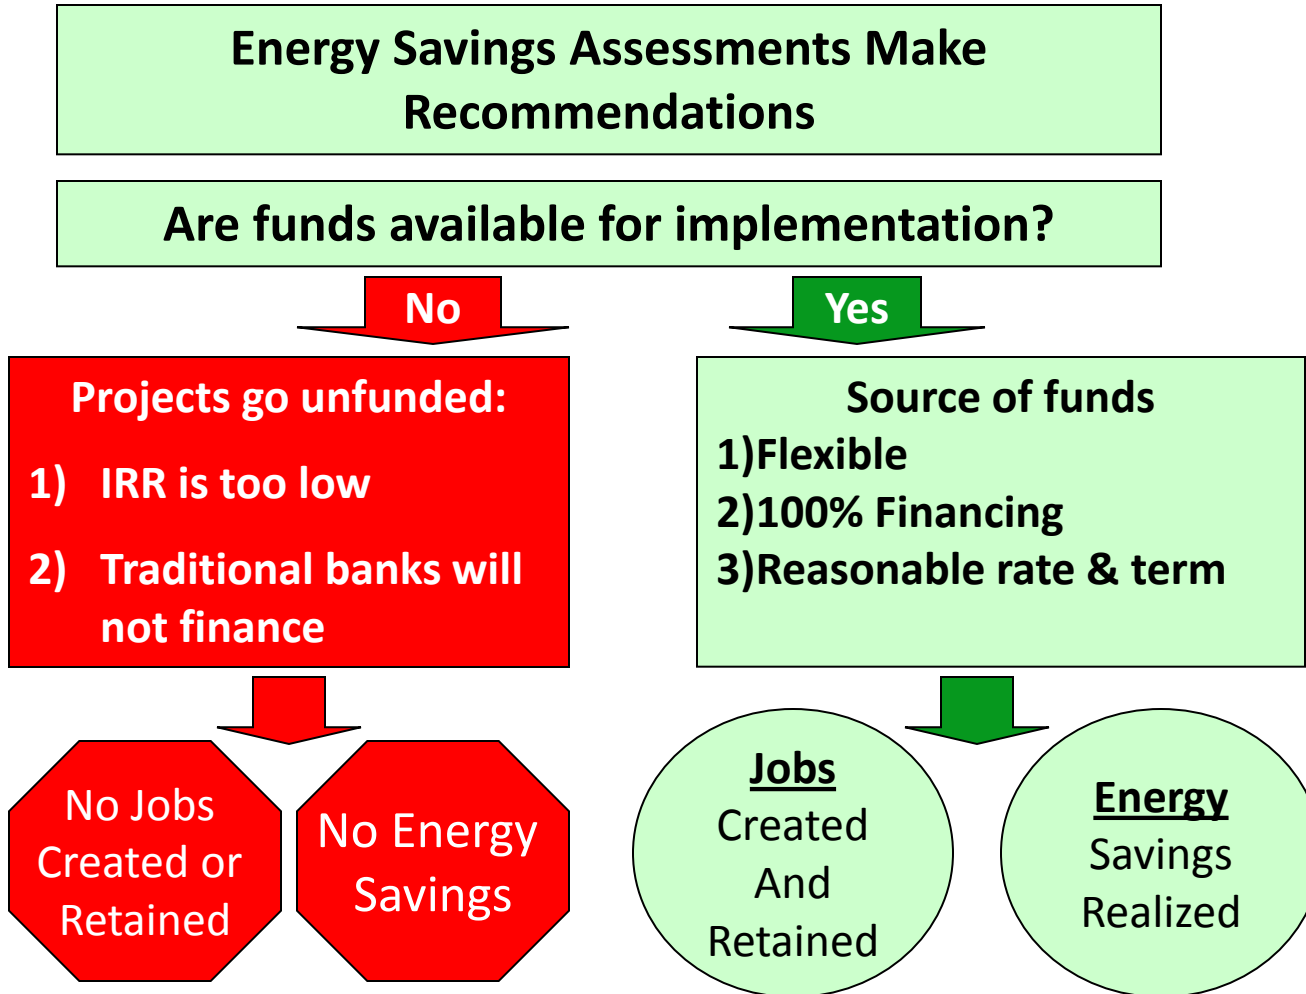 Energy Savings Assessments Make
Recommendations
Are funds available for implementation?
No
Yes
Projects go unfunded:
1) IRR is too low
2) Traditional banks will
not finance
Source of funds
1)Flexible
2)100% Financing
3)Reasonable rate & term
No Jobs
Created or
Retained
No Energy
Savings
Jobs
Created
And
Retained
Energy
Savings
Realized